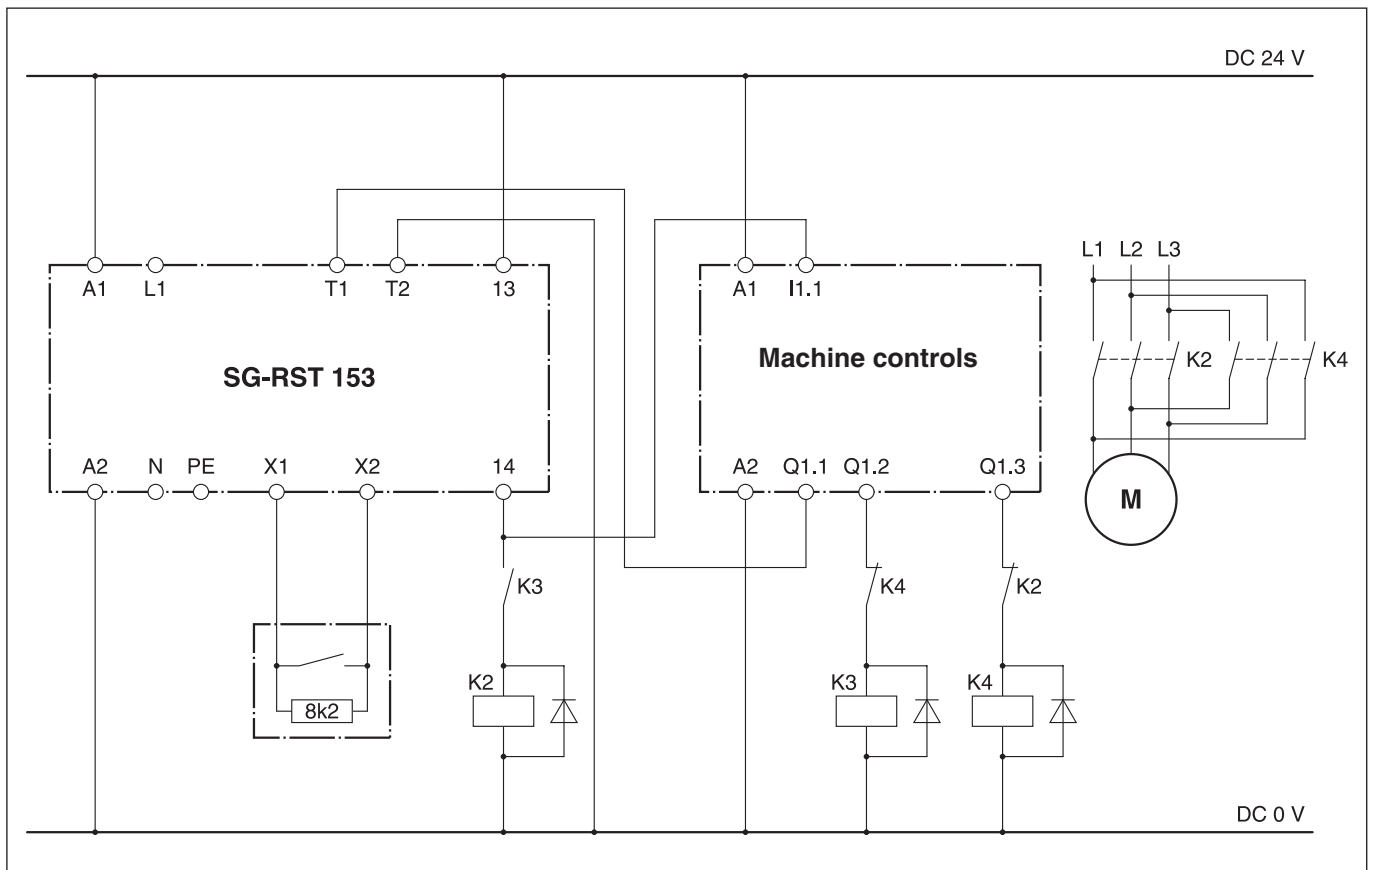 DC 24 V
L1 L2 L3
A1 L1 T1 T2 13
A1 I1.1
SG-RST 153
Machine controls
K2 K4
A2 N PE X1 X2 14
A2 Q1.1 Q1.2 Q1.3
M
K3 K4 K2
K2 K3 K4
8k2
DC 0 V